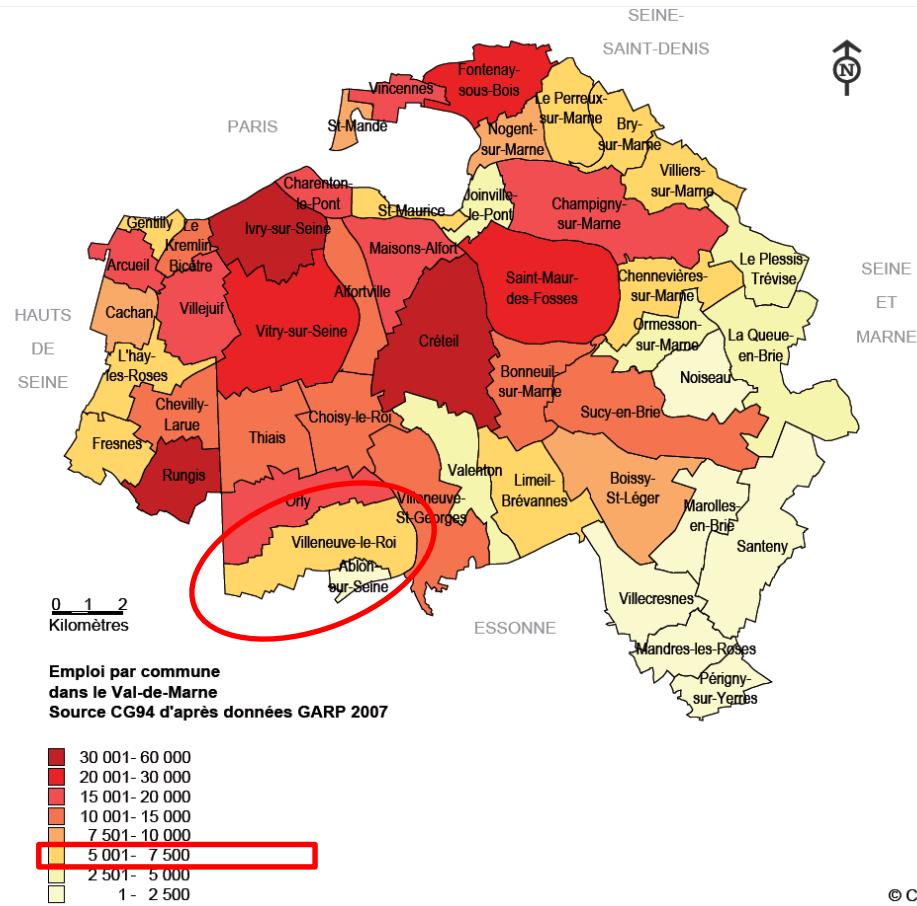 SEINE-
SAINT-DENIS
N
PARIS
HAUTS
DE
SEINE
SEINE
ET
MARNE
ESSONNE
Fontenay-
sous-Bois
Vincennes
St-Mandé
Le Perreux-
sur-Marne
Nogent-
sur-Marne
Bry-
sur-Marne
Villiers-
sur-Marne
Charenton-
le-Pont
St-Maurice
Joinville-
le-Pont
Champigny-
sur-Marne
Gentilly
Le
Kremlin
Bicêtre
Ivry-sur-Seine
Maisons-Alfort
Arcueil
Villejuif
Alfortville
Saint-Maur-
des-Fosses
Chennevières-
sur-Marne
Le Plessis-
Trévise
Cachan
Vitry-sur-Seine
Créteil
Ormesson-
sur-Marne
La Queue-
en-Brie
L'hay-
les-Roses
Bonneuil-
sur-Marne
Noiseau
Chevilly-
Larue
Choisy-le-Roi
Sucy-en-Brie
Fresnes
Thiais
Rungis
Valenton
Limeil-
Brévannes
Boissy-
St-Léger
Orly
Villeneuve-
St-Georges
Marolles-
en-Brie
Villeneuve-le-Roi
Santeny
Ablon-
sur-Seine
Villecresnes
Mandres-les-Roses
Périgny-
sur-Yerres
0 1 2
Kilomètres
Emploi par commune
dans le Val-de-Marne
Source CG94 d'après données GARP 2007
30 001- 60 000
20 001- 30 000
15 001- 20 000
10 001- 15 000
7 501- 10 000
5 001- 7 500
2 501- 5 000
1 - 2 500
© C